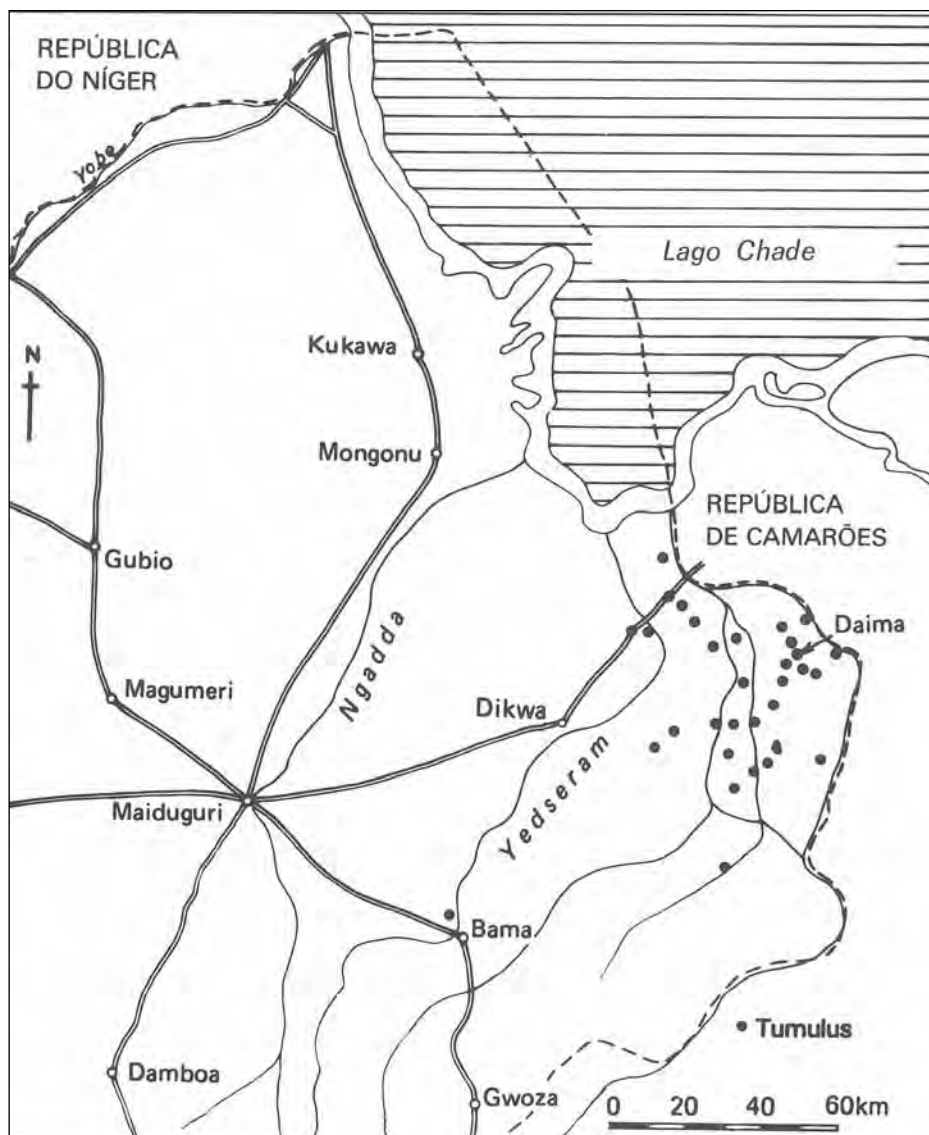 REPÚBLICA
DO NÍGER
Yobe
Lago Chade
N
Kukawa
Mongonu
REPÚBLICA
DE CAMARÕES
Gubio
Daima
Ngadda
Magumeri
Dikwa
Maiduguri
Yedseram
Bama
Tumulus
Damboa
Gwoza
0 20 40 60km